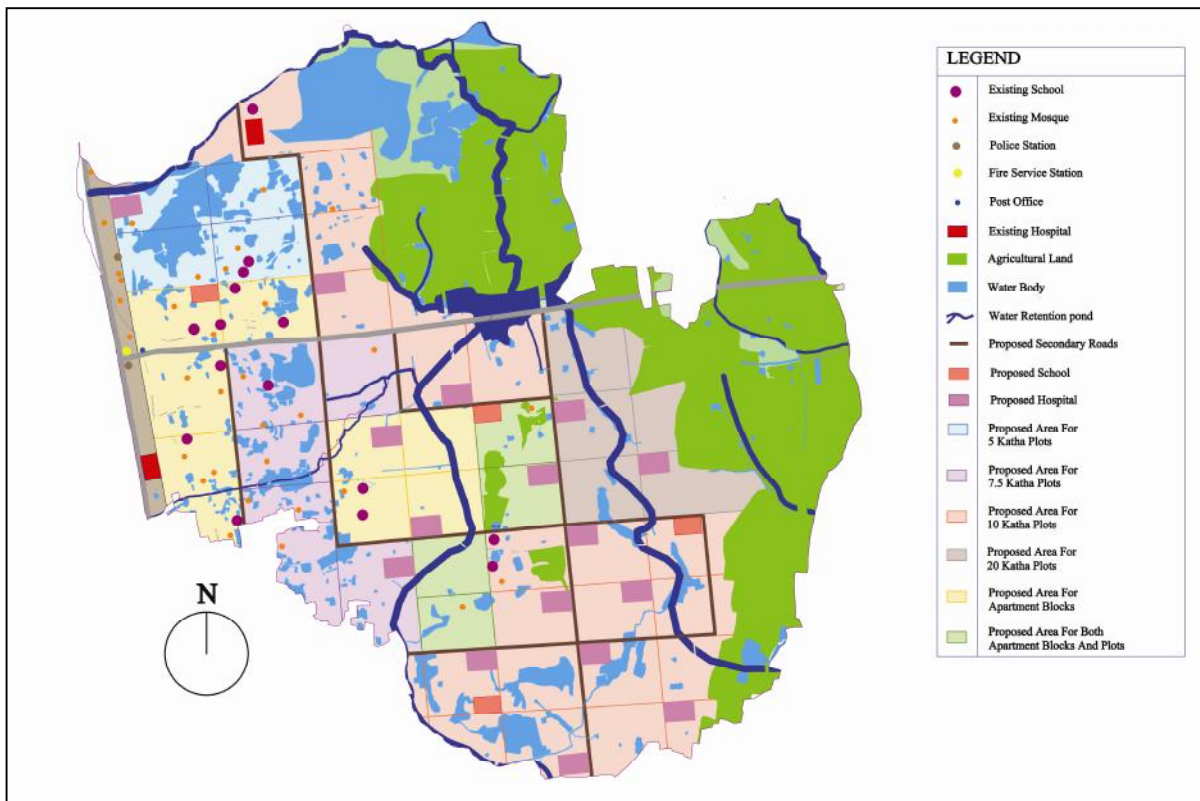 LEGEND
Existing School
Existing Mosque
Police Station
Fire Service Station
Post Office
Existing Hospital
Agricultural Land
Water Body
Water Retention pond
Proposed Secondary Roads
Proposed School
Proposed Hospital
Proposed Area For
5 Katha Plots
Proposed Area For
7.5 Katha Plots
Proposed Area For
10 Katha Plots
Proposed Area For
20 Katha Plots
Proposed Area For
Apartment Blocks
Proposed Area For Both
Apartment Blocks And Plots
N